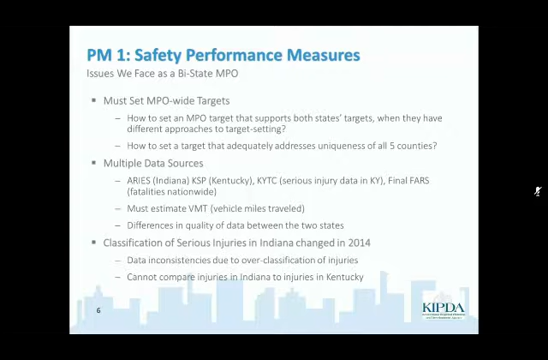 PM 1: Safety Performance Measures
Issues We Face as a Bi-State MPO
▪ Must Set MPO-wide Targets
– How to set an MPO target that supports both states' targets, when they have
different approaches to target-setting?
– How to set a target that adequately addresses uniqueness of all 5 counties?
▪ Multiple Data Sources
– ARIES (Indiana) KSP (Kentucky), KYTC (serious injury data in KY), Final FARS
(fatalities nationwide)
– Must estimate VMT (vehicle miles traveled)
– Differences in quality of data between the two states
▪ Classification of Serious Injuries in Indiana changed in 2014
– Data inconsistencies due to over-classification of injuries
– Cannot compare injuries in Indiana to injuries in Kentucky
6
KIPDA